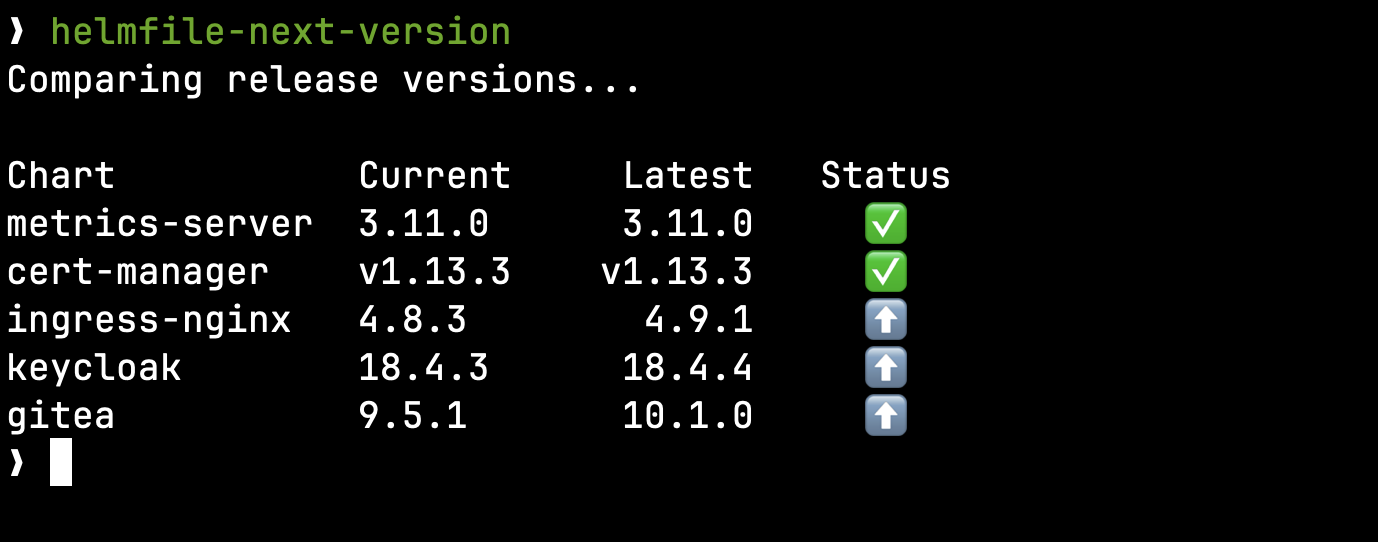 ❯ helmfile-next-version
Comparing release versions...
Chart Current Latest Status
metrics-server 3.11.0 3.11.0 ✅
cert-manager v1.13.3 v1.13.3 ✅
ingress-nginx 4.8.3 4.9.1 ⬆️
keycloak 18.4.3 18.4.4 ⬆️
gitea 9.5.1 10.1.0 ⬆️
❯